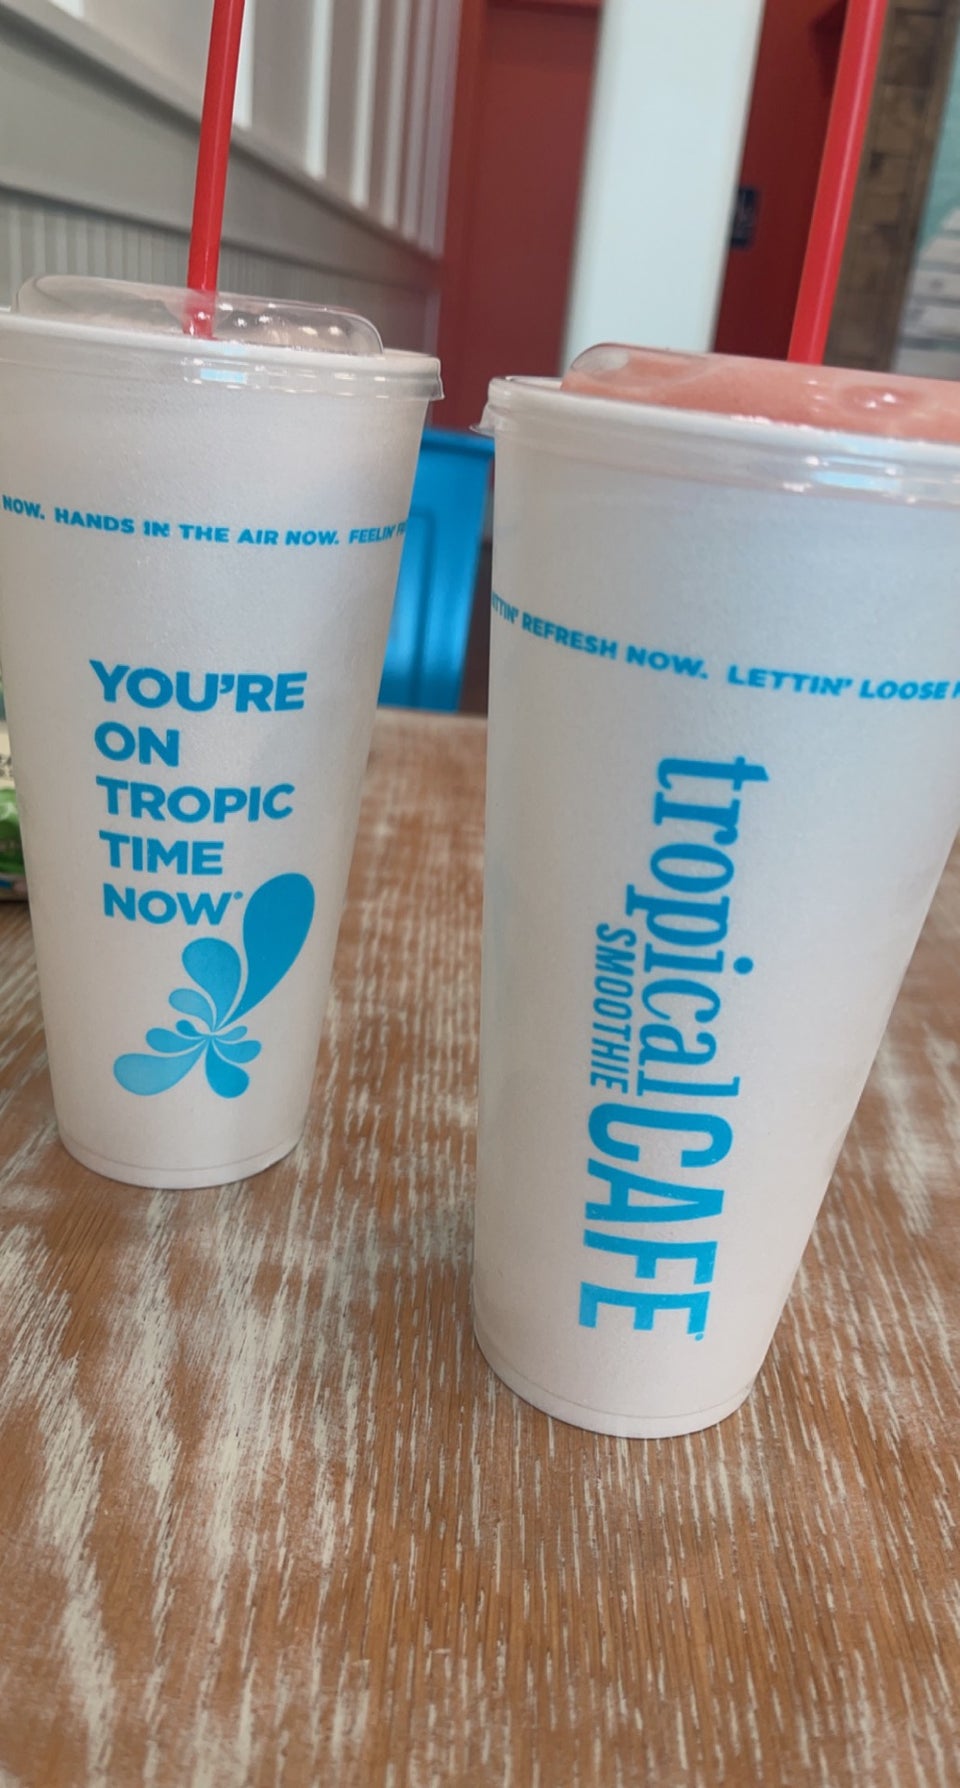 NOW. HANDS IN THE AIR NOW. FEELIN'
YOU'RE
ON
TROPIC
TIME
NOW
REFRESH NOW. LETTIN' LOOSE
tropical
SMOOTHIE
CAFE